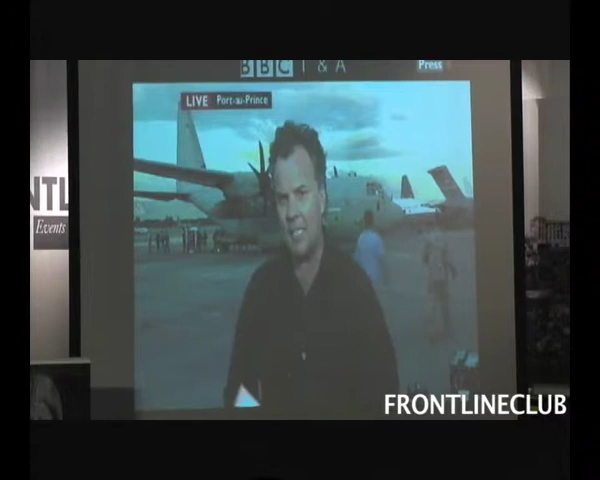 BBC T & A
Press
LIVE Port-au-Prince
NTL
Events
FRONTLINECLUB